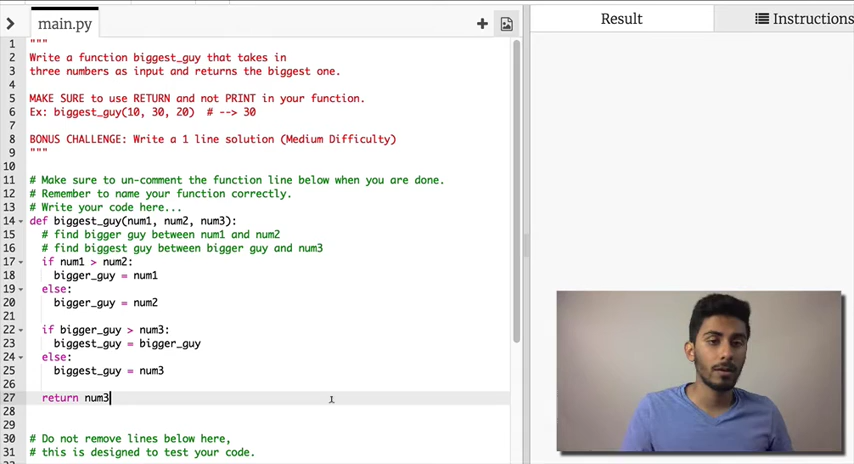 main.py
Result
Instructions
1 """
2 Write a function biggest_guy that takes in
3 three numbers as input and returns the biggest one.
4
5 MAKE SURE to use RETURN and not PRINT in your function.
6 Ex: biggest_guy(10, 30, 20)  # --> 30
7
8 BONUS CHALLENGE: Write a 1 line solution (Medium Difficulty)
9 """
10
11 # Make sure to un-comment the function line below when you are done.
12 # Remember to name your function correctly.
13 # Write your code here...
14 def biggest_guy(num1, num2, num3):
15   # find bigger guy between num1 and num2
16   # find biggest guy between bigger guy and num3
17   if num1 > num2:
18     bigger_guy = num1
19   else:
20     bigger_guy = num2
21
22   if bigger_guy > num3:
23     biggest_guy = bigger_guy
24   else:
25     biggest_guy = num3
26
27   return num3
28
29
30 # Do not remove lines below here,
31 # this is designed to test your code.